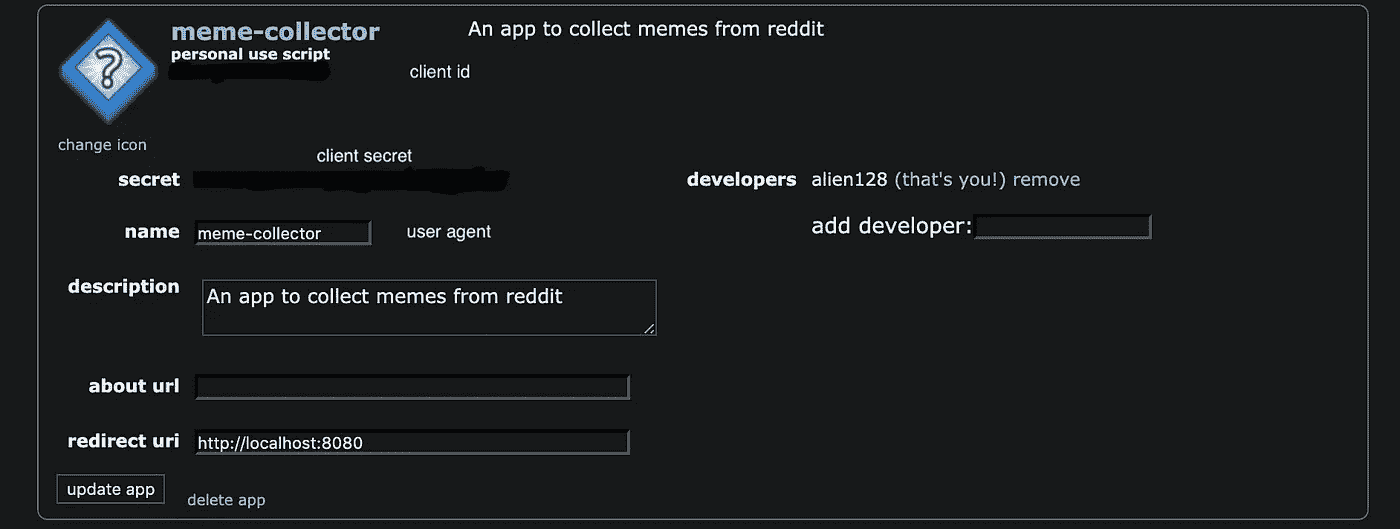 meme-collector
An app to collect memes from reddit
personal use script
client id
change icon
client secret
secret
developers alien128 (that's you!) remove
name meme-collector user agent
add developer:
description An app to collect memes from reddit
about url
redirect uri http://localhost:8080
update app delete app